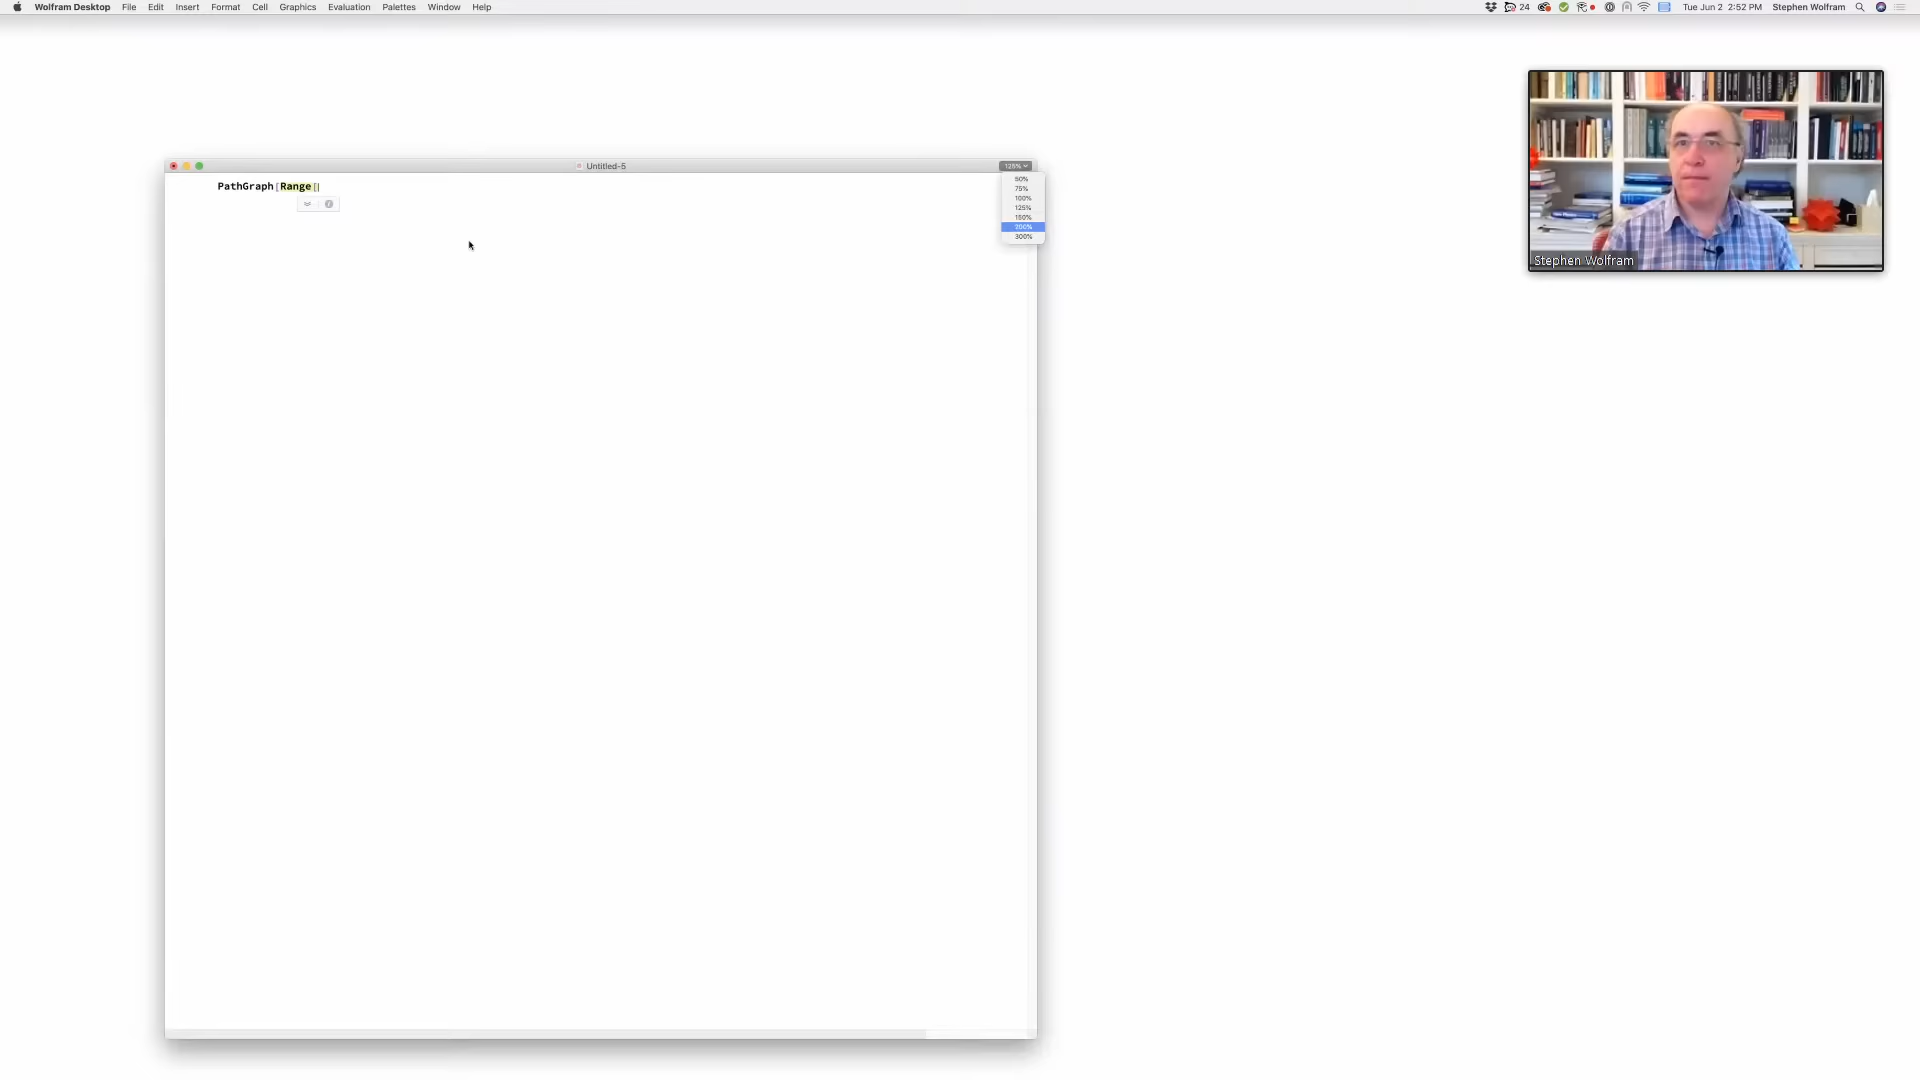 Wolfram Desktop File Edit Insert Format Cell Graphics Evaluation Palettes Window Help 24 Tue Jun 2 2:52 PM Stephen Wolfram
Untitled-5 125%
PathGraph[Range[
50%
75%
100%
125%
150%
200%
300%
Stephen Wolfram